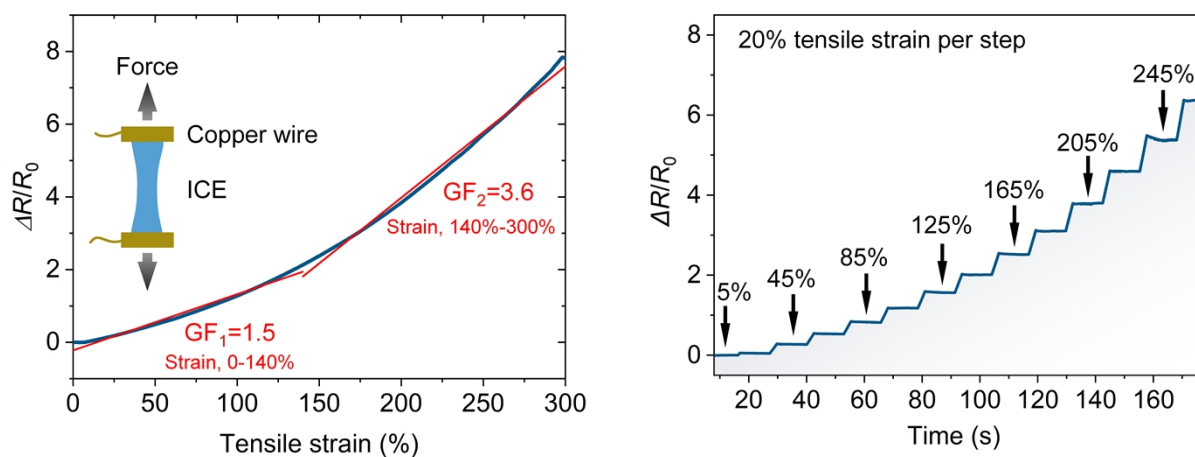 8
6
4
2
0
ΔR/R₀
Force
Copper wire
ICE
GF₂=3.6
Strain, 140%-300%
GF₁=1.5
Strain, 0-140%
0 50 100 150 200 250 300
Tensile strain (%)
8
6
4
2
0
ΔR/R₀
20% tensile strain per step
245%
205%
165%
125%
85%
45%
5%
20 40 60 80 100 120 140 160
Time (s)